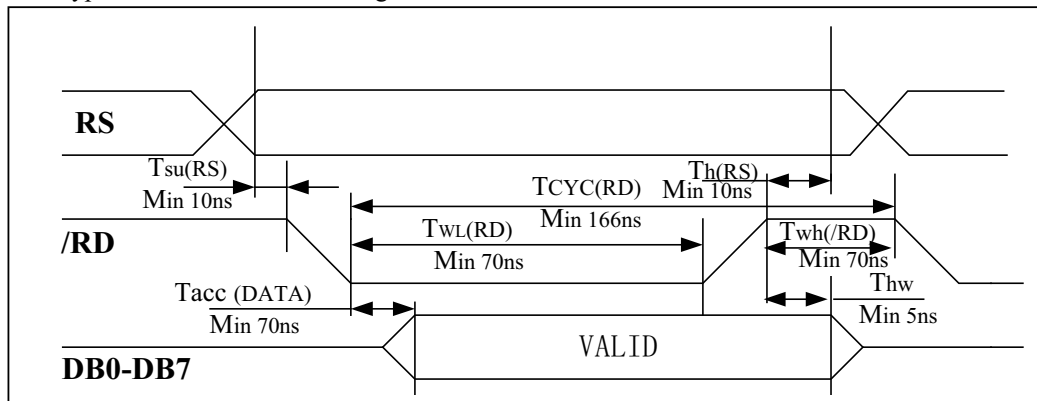 RS
Tsu(RS)
Min 10ns
Th(RS)
Min 10ns
TCYC(RD)
Min 166ns
/RD
TWL(RD)
Min 70ns
Twh(/RD)
Min 70ns
Tacc (DATA)
Min 70ns
Thw
Min 5ns
VALID
DB0-DB7